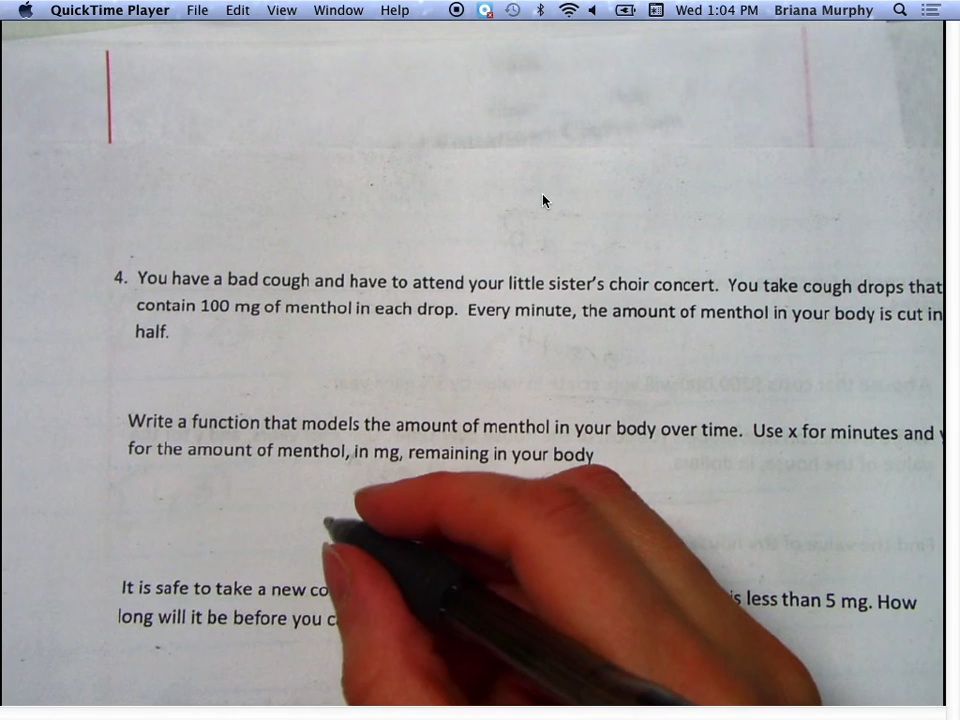 QuickTime Player File Edit View Window Help Wed 1:04 PM Briana Murphy
4. You have a bad cough and have to attend your little sister's choir concert. You take cough drops that
contain 100 mg of menthol in each drop. Every minute, the amount of menthol in your body is cut in
half.
Write a function that models the amount of menthol in your body over time. Use x for minutes and y
for the amount of menthol, in mg, remaining in your body
It is safe to take a new is less than 5 mg. How
long will it be before you